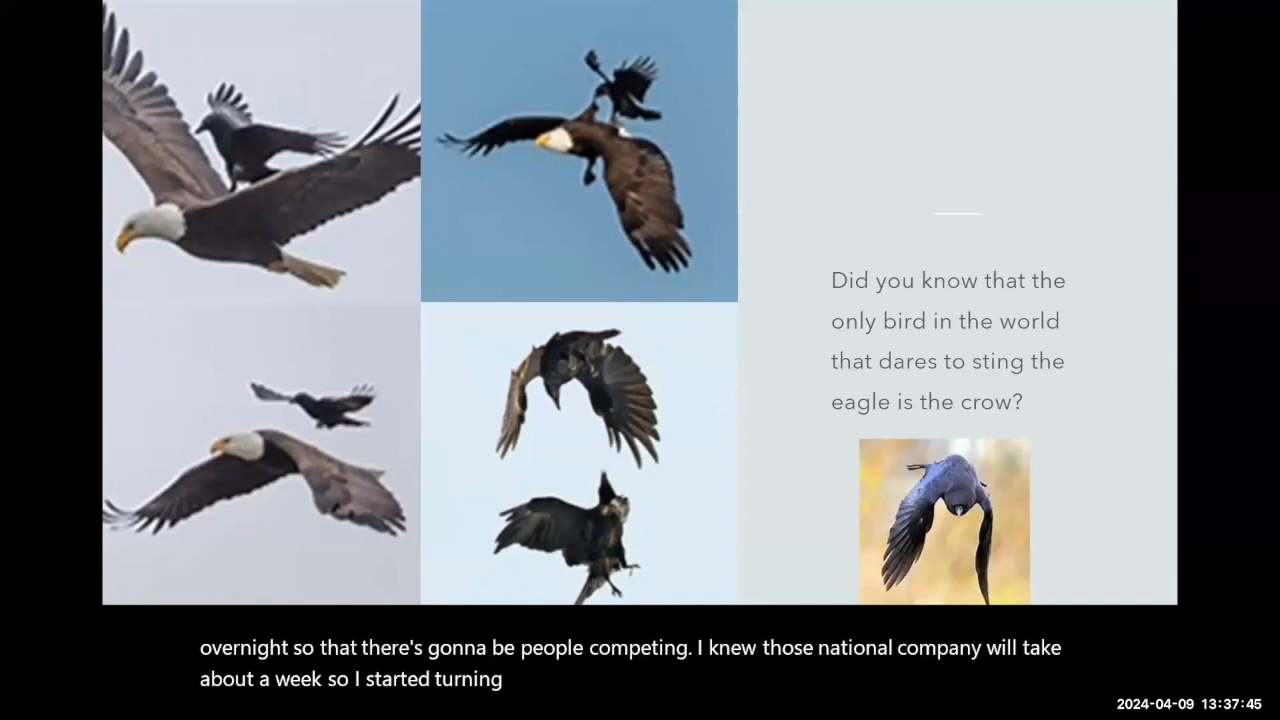 Did you know that the
only bird in the world
that dares to sting the
eagle is the crow?
overnight so that there's gonna be people competing. I knew those national company will take
about a week so I started turning
2024-04-09 13:37:45